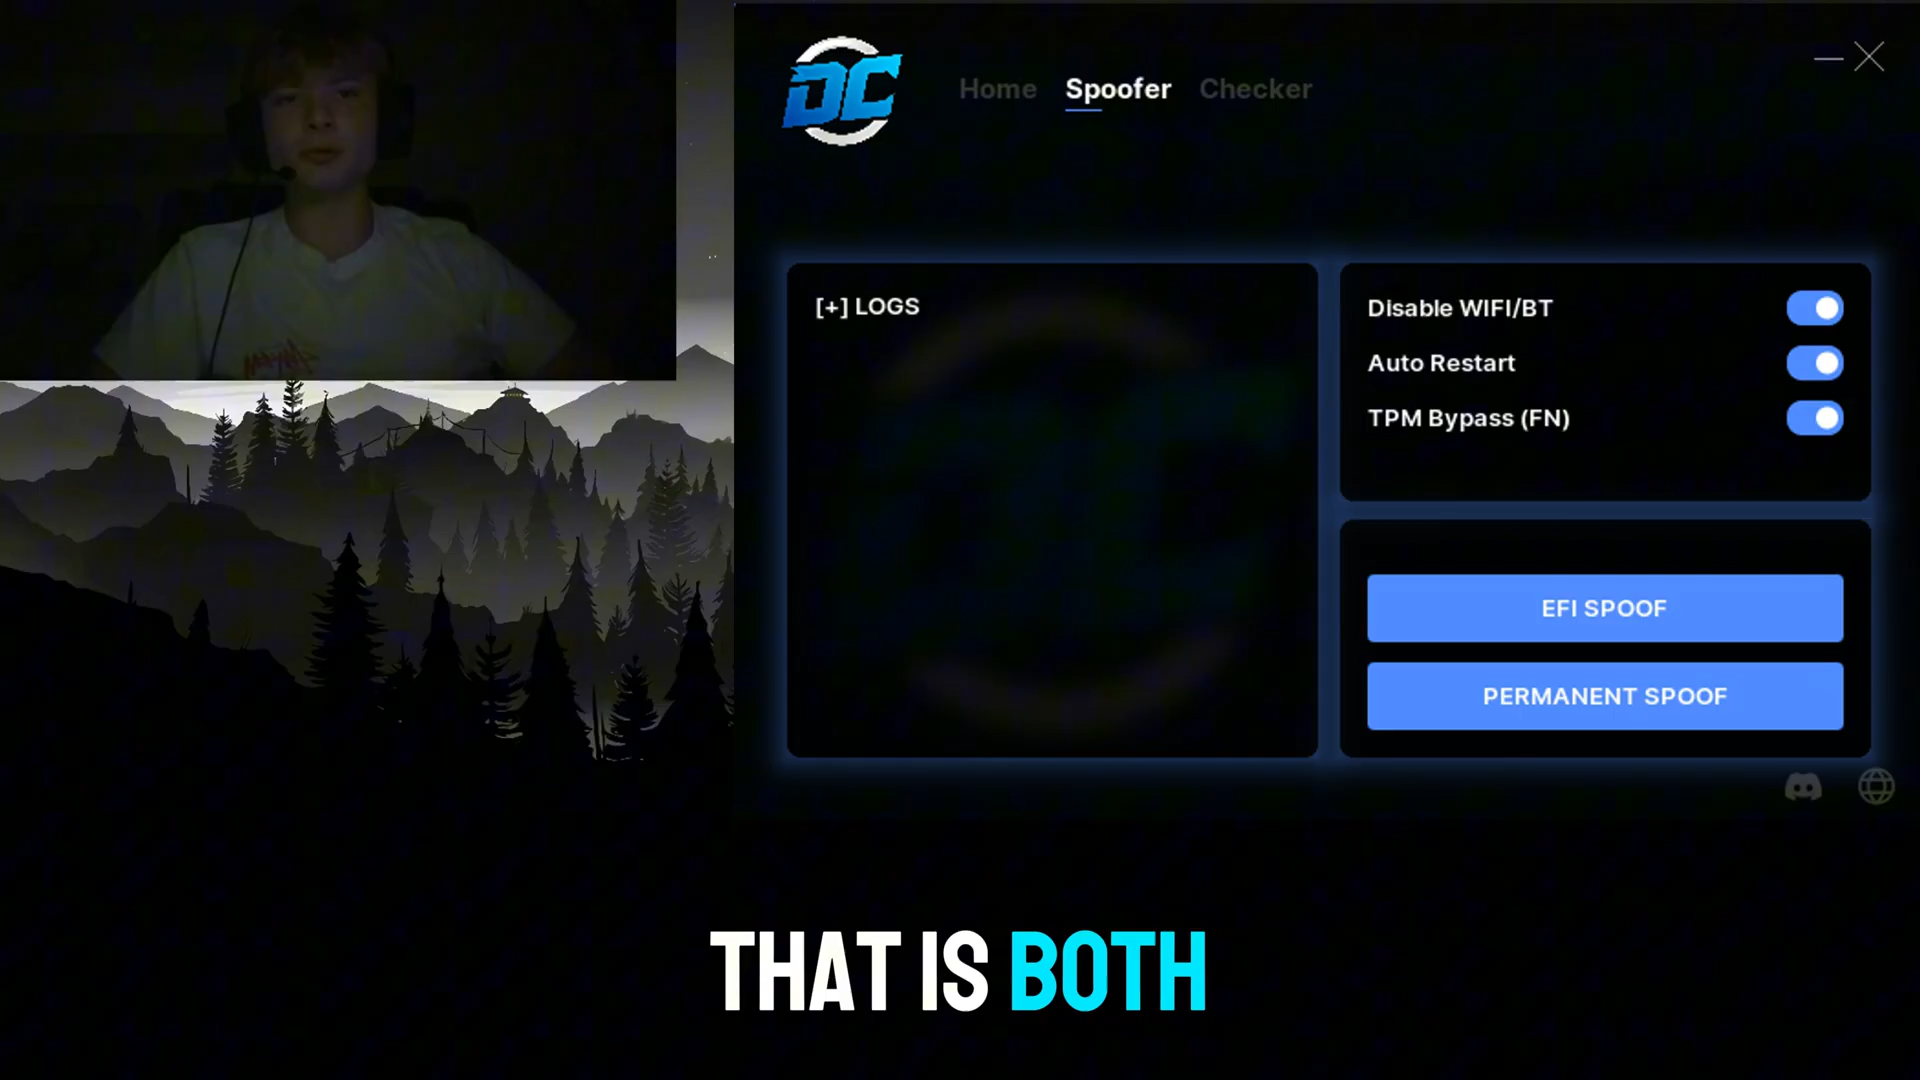 DC
Home Spoofer Checker
[+] LOGS
Disable WIFI/BT
Auto Restart
TPM Bypass (FN)
EFI SPOOF
PERMANENT SPOOF
THAT IS BOTH